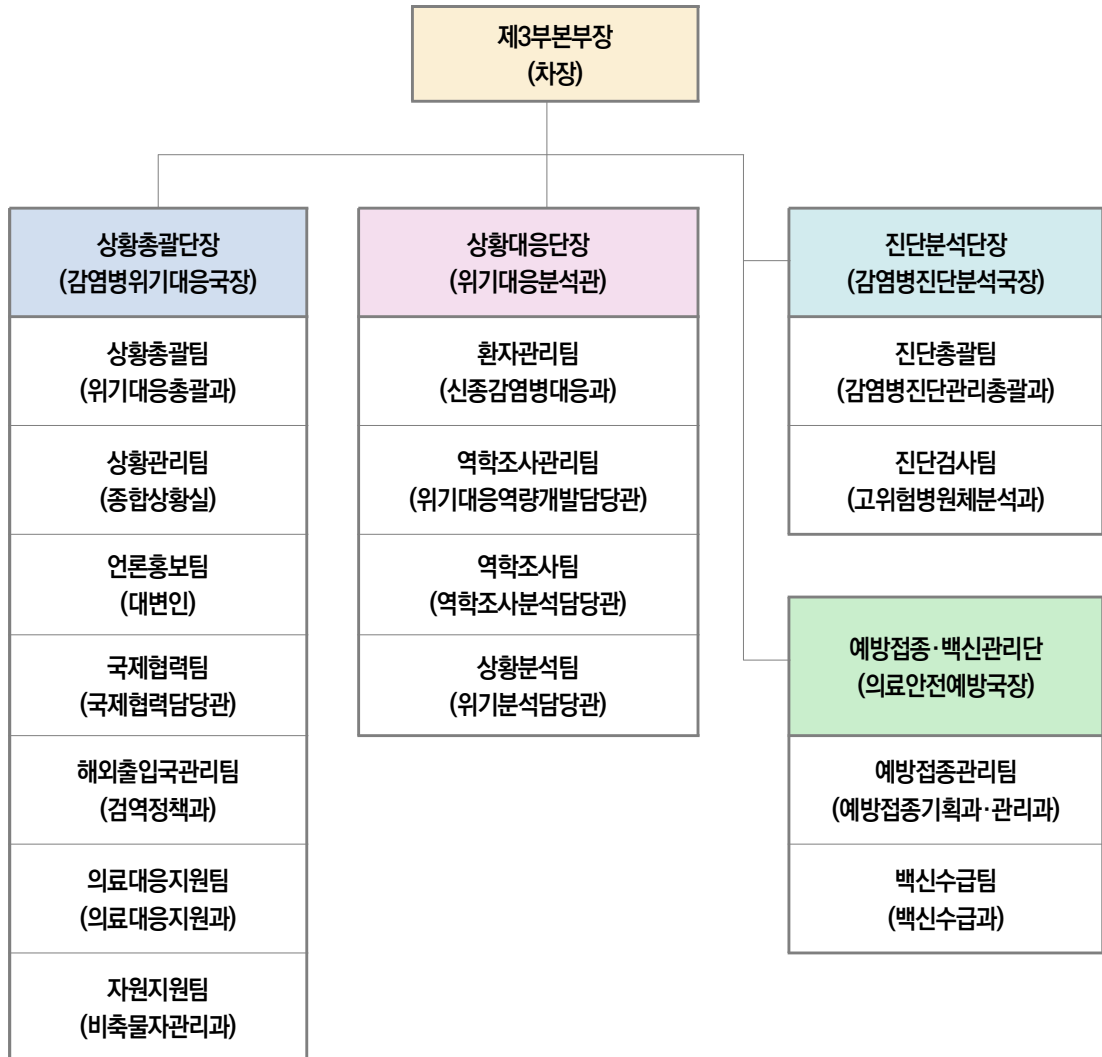 제3부본부장
(차장)
상황총괄단장
(감염병위기대응국장)
상황총괄팀
(위기대응총괄과)
상황관리팀
(종합상황실)
언론홍보팀
(대변인)
국제협력팀
(국제협력담당관)
해외출입국관리팀
(검역정책과)
의료대응지원팀
(의료대응지원과)
자원지원팀
(비축물자관리과)
상황대응단장
(위기대응분석관)
환자관리팀
(신종감염병대응과)
역학조사관리팀
(위기대응역량개발담당관)
역학조사팀
(역학조사분석담당관)
상황분석팀
(위기분석담당관)
진단분석단장
(감염병진단분석국장)
진단총괄팀
(감염병진단관리총괄과)
진단검사팀
(고위험병원체분석과)
예방접종·백신관리단
(의료안전예방국장)
예방접종관리팀
(예방접종기획과·관리과)
백신수급팀
(백신수급과)